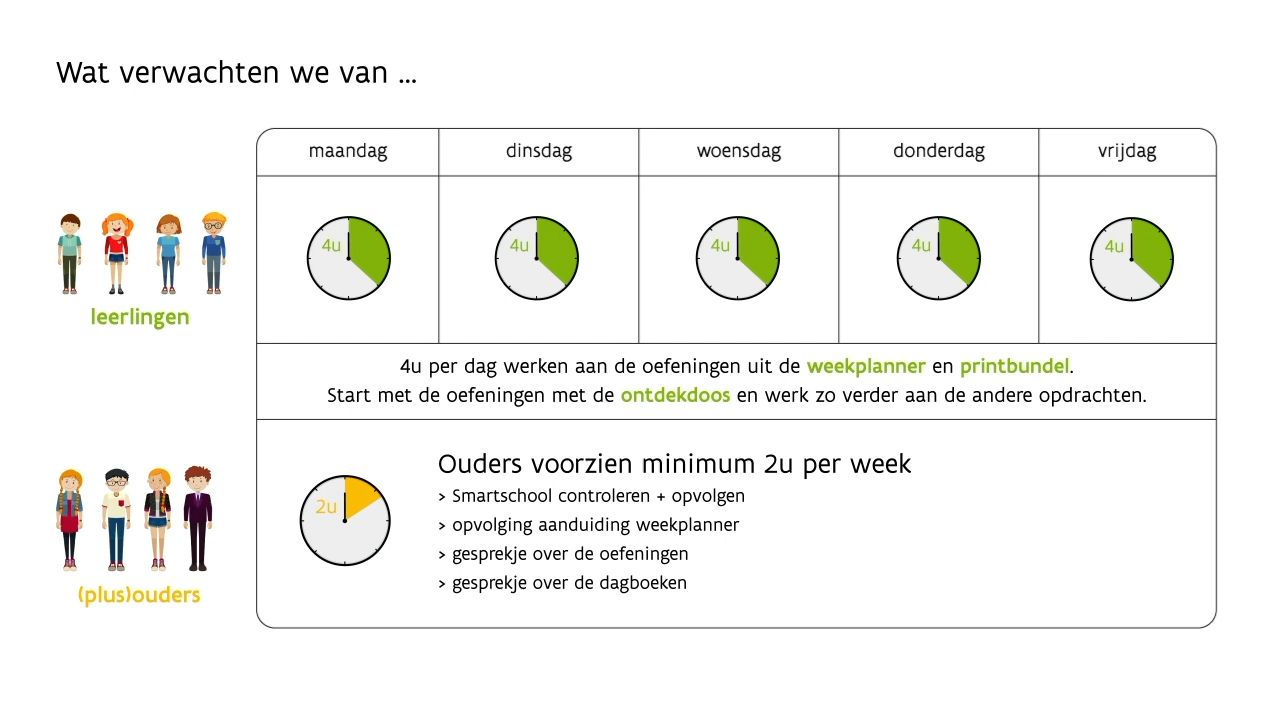 Wat verwachten we van ...
maandag
dinsdag
woensdag
donderdag
vrijdag
4u
4u
4u
4u
4u
leerlingen
4u per dag werken aan de oefeningen uit de weekplanner en printbundel.
Start met de oefeningen met de ontdekdoos en werk zo verder aan de andere opdrachten.
Ouders voorzien minimum 2u per week
2u
> Smartschool controleren + opvolgen
> opvolging aanduiding weekplanner
> gesprekje over de oefeningen
> gesprekje over de dagboeken
(plus)ouders